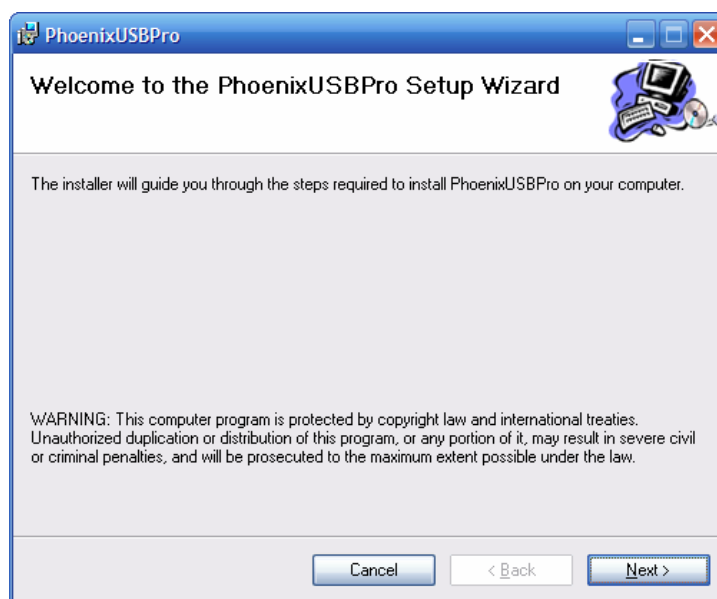 PhoenixUSBPro
Welcome to the PhoenixUSBPro Setup Wizard
The installer will guide you through the steps required to install PhoenixUSBPro on your computer.
WARNING: This computer program is protected by copyright law and international treaties.
Unauthorized duplication or distribution of this program, or any portion of it, may result in severe civil
or criminal penalties, and will be prosecuted to the maximum extent possible under the law.
Cancel < Back Next >